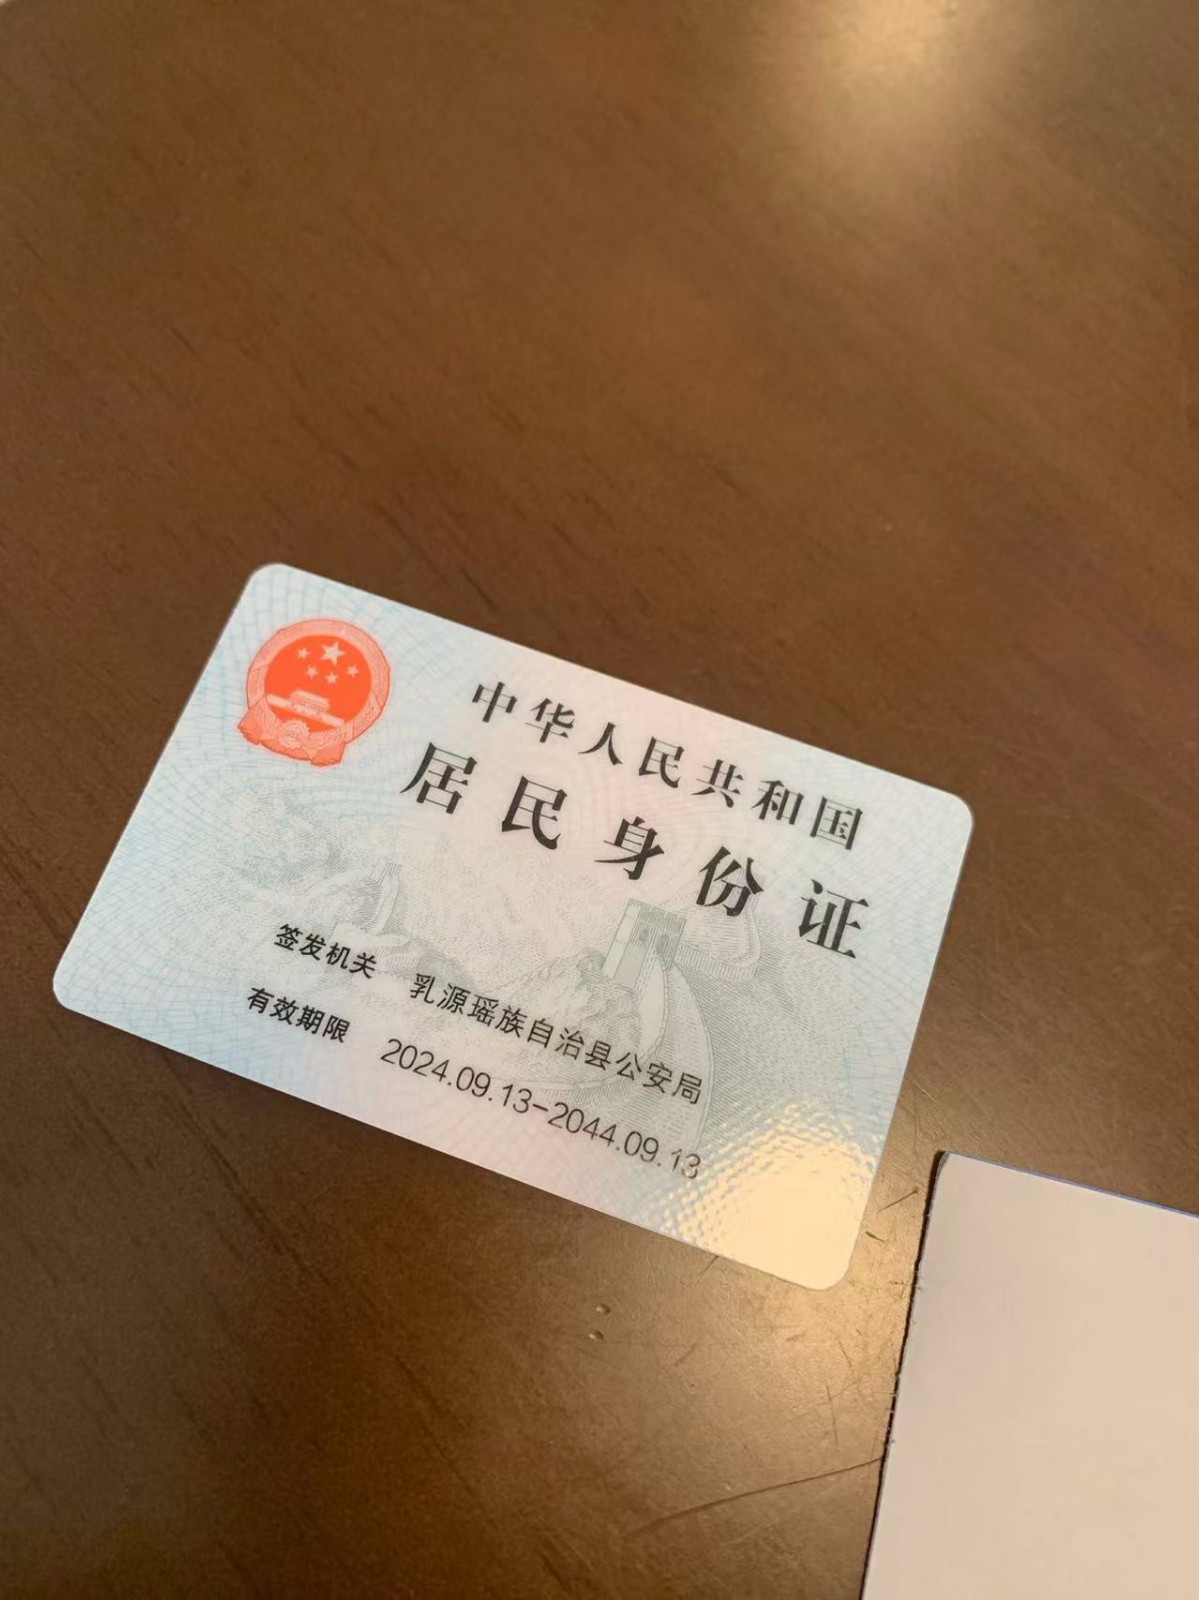 中华人民共和国
居民身份证
签发机关 乳源瑶族自治县公安局
有效期限 2024.09.13-2044.09.13